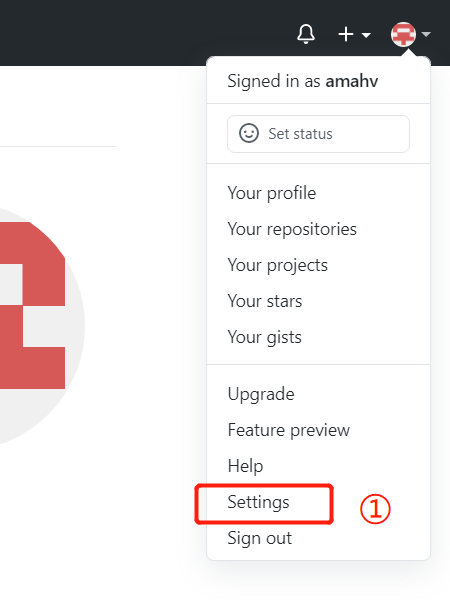 Signed in as amahv
Set status
Your profile
Your repositories
Your projects
Your stars
Your gists
Upgrade
Feature preview
Help
Settings
①
Sign out